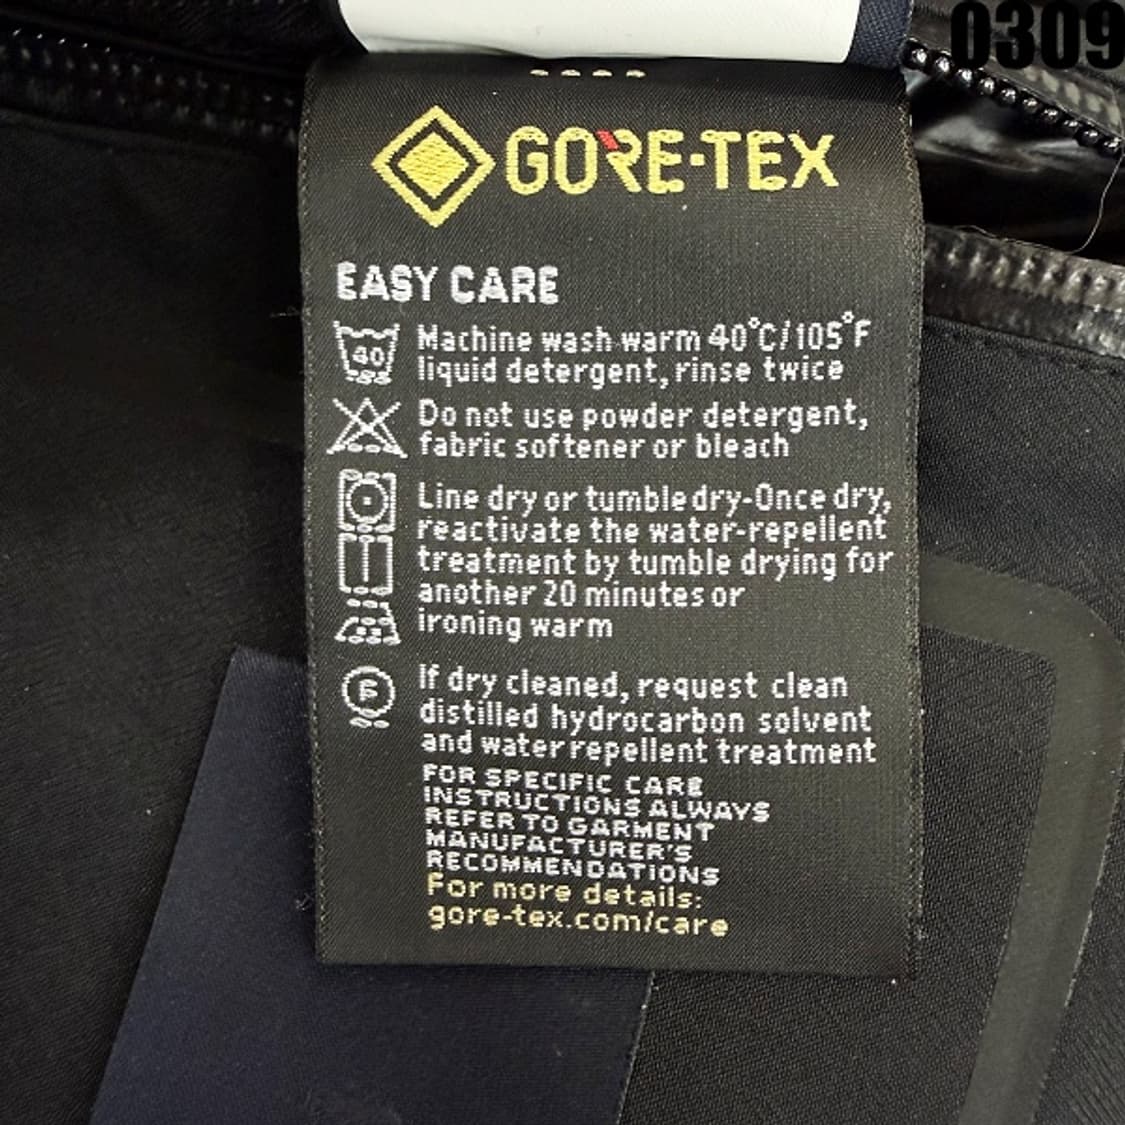 0309
GORE-TEX
EASY CARE
40
Machine wash warm 40°C/105°F
liquid detergent, rinse twice
Do not use powder detergent,
fabric softener or bleach
Line dry or tumble dry-Once dry,
reactivate the water-repellent
treatment by tumble drying for
another 20 minutes or
ironing warm
F
If dry cleaned, request clean
distilled hydrocarbon solvent
and water repellent treatment
FOR SPECIFIC CARE
INSTRUCTIONS ALWAYS
REFER TO GARMENT
MANUFACTURER'S
RECOMMENDATIONS
For more details:
gore-tex.com/care